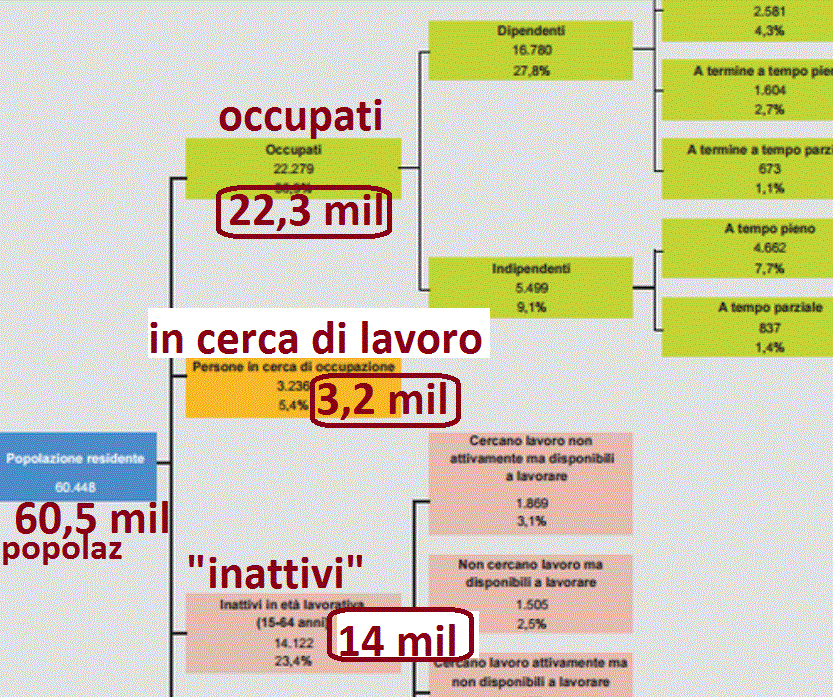 2.581
4,3%
Dipendenti
16.780
27,8%
A termine a tempo pien
1.604
2,7%
occupati
Occupati
22.279
22,3 mil
A termine a tempo parzi
673
1,1%
A tempo pieno
4.662
7,7%
Indipendenti
5.499
9,1%
A tempo parziale
837
1,4%
in cerca di lavoro
Persone in cerca di occupazione
3.236
5,4%
3,2 mil
Popolazione residente
60.448
60,5 mil
popolaz
Cercano lavoro non
attivamente ma disponibili
a lavorare
1.869
3,1%
"inattivi"
Inattivi in età lavorativa
(15-64 anni)
14.122
23,4%
14 mil
Non cercano lavoro ma
disponibili a lavorare
1.505
2,5%
Cercano lavoro attivamente ma
non disponibili a lavorare